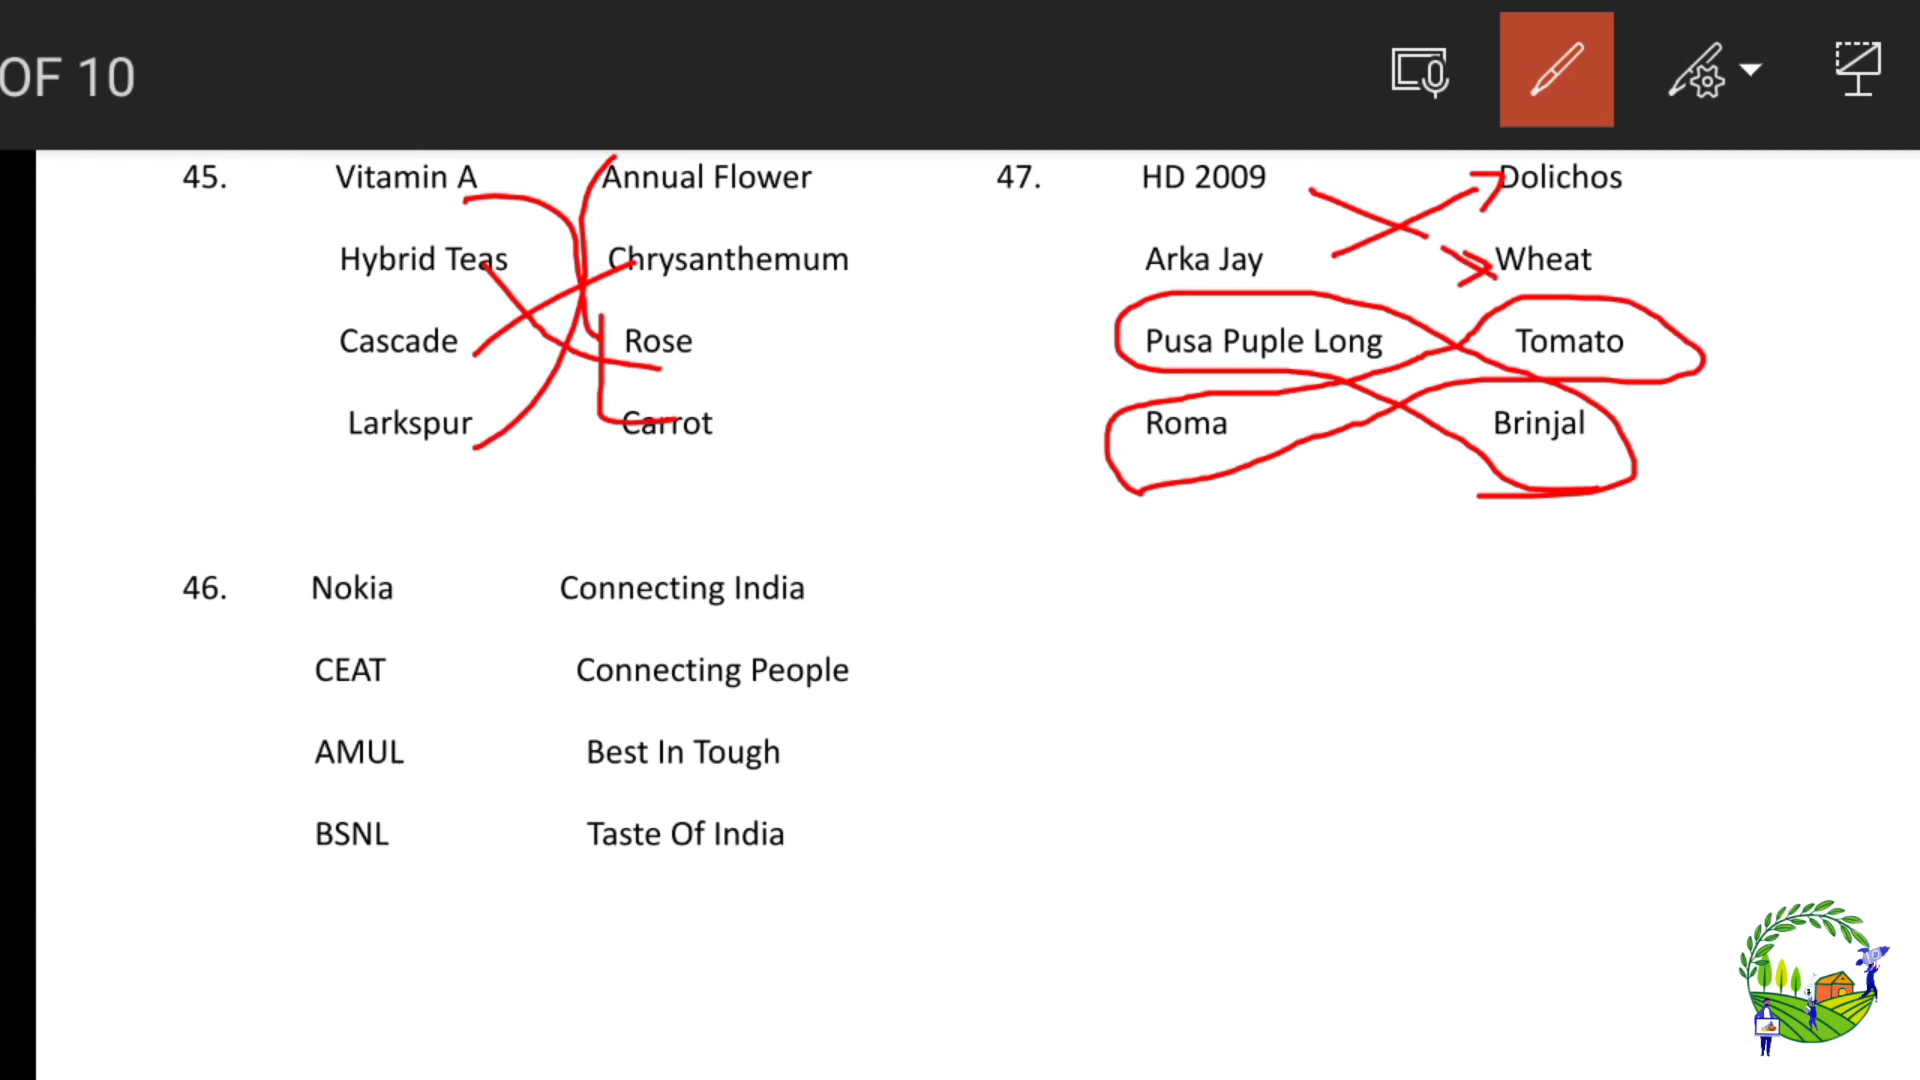 OF 10
45. Vitamin A Annual Flower
Hybrid Teas Chrysanthemum
Cascade Rose
Larkspur Carrot
47. HD 2009 Dolichos
Arka Jay Wheat
Pusa Puple Long Tomato
Roma Brinjal
46. Nokia Connecting India
CEAT Connecting People
AMUL Best In Tough
BSNL Taste Of India